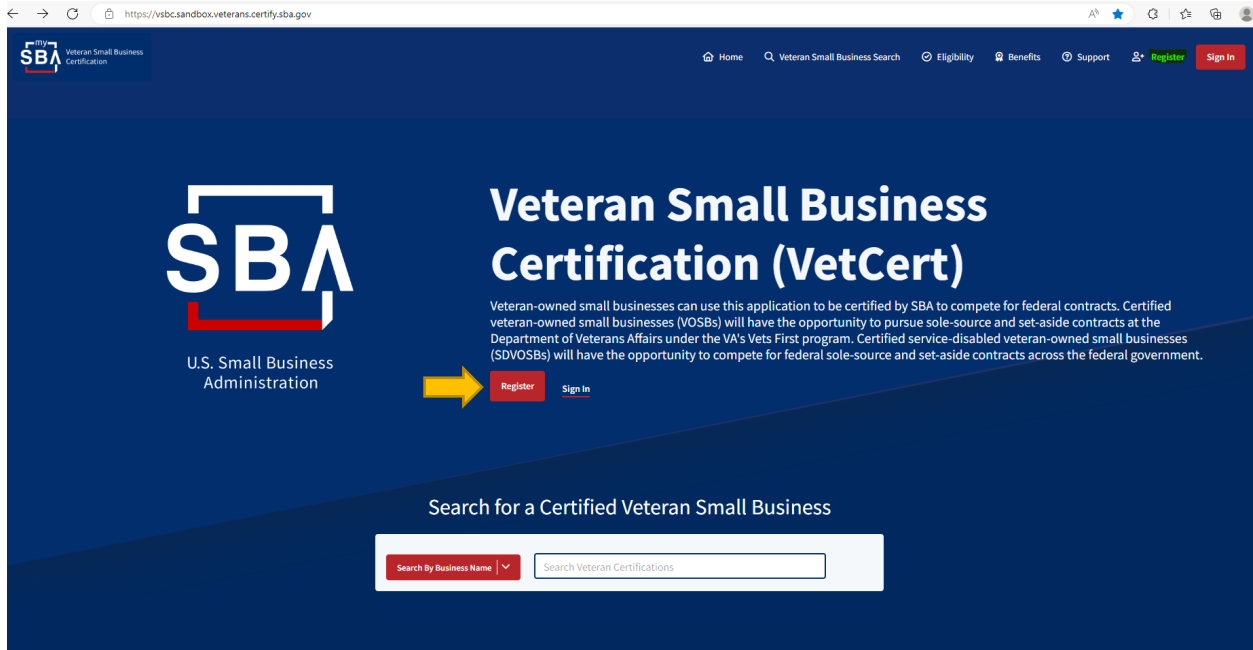 https://vsbc.sandbox.veterans.certify.sba.gov
my
SBA
Veteran Small Business
Certification
Home
Veteran Small Business Search
Eligibility
Benefits
Support
Register
Sign In
SBA
U.S. Small Business
Administration
Veteran Small Business
Certification (VetCert)
Veteran-owned small businesses can use this application to be certified by SBA to compete for federal contracts. Certified
veteran-owned small businesses (VOSBs) will have the opportunity to pursue sole-source and set-aside contracts at the
Department of Veterans Affairs under the VA's Vets First program. Certified service-disabled veteran-owned small businesses
(SDVOSBs) will have the opportunity to compete for federal sole-source and set-aside contracts across the federal government.
Register
Sign In
Search for a Certified Veteran Small Business
Search By Business Name
Search Veteran Certifications